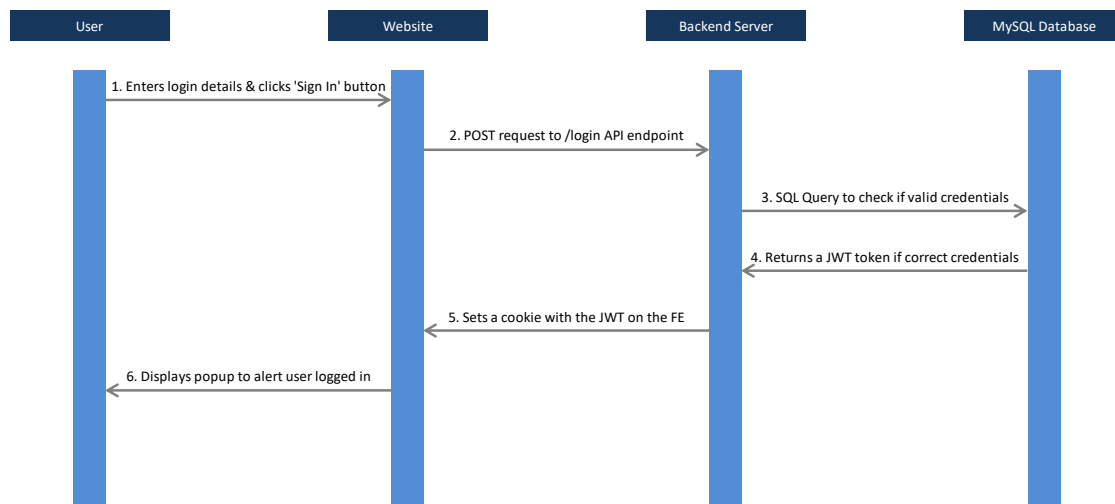 User
Website
Backend Server
MySQL Database
1. Enters login details & clicks 'Sign In' button
2. POST request to /login API endpoint
3. SQL Query to check if valid credentials
4. Returns a JWT token if correct credentials
5. Sets a cookie with the JWT on the FE
6. Displays popup to alert user logged in